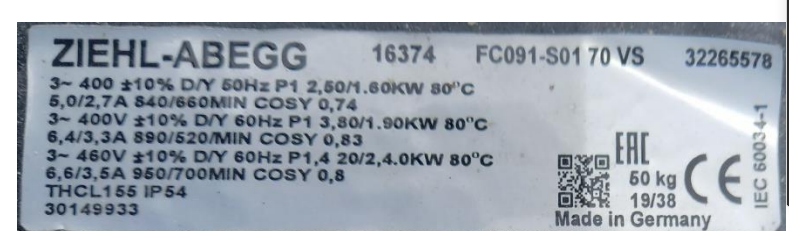 ZIEHL-ABEGG 16374 FC091-S01 70 VS 32265578
3~ 400 ±10% D/Y 50Hz P1 2,50/1.60KW 80°C
5,0/2,7A 840/660MIN COSY 0,74
3~ 400V ±10% D/Y 60Hz P1 3,80/1.90KW 80°C
6,4/3,3A 890/520/MIN COSY 0,83
3~ 460V ±10% D/Y 60Hz P1,4 20/2,4.0KW 80°C
6,6/3,5A 950/700MIN COSY 0,8
THCL155 IP54
30149933
EAC
50 kg
19/38
CE
Made in Germany
IEC 60034-1